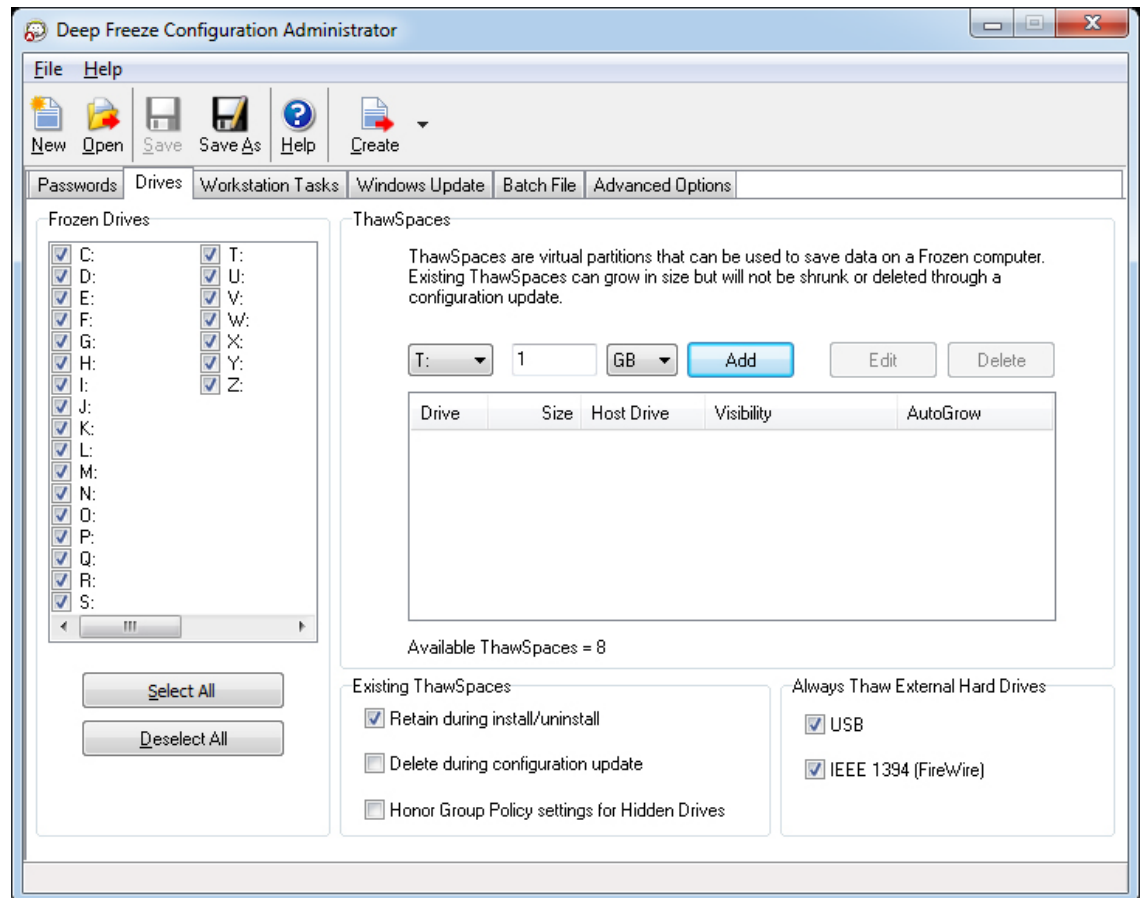 Deep Freeze Configuration Administrator
File Help
New Open Save Save As Help Create
Passwords Drives Workstation Tasks Windows Update Batch File Advanced Options
Frozen Drives
C:
D:
E:
F:
G:
H:
I:
J:
K:
L:
M:
N:
O:
P:
Q:
R:
S:
T:
U:
V:
W:
X:
Y:
Z:
Select All
Deselect All
ThawSpaces
ThawSpaces are virtual partitions that can be used to save data on a Frozen computer.
Existing ThawSpaces can grow in size but will not be shrunk or deleted through a
configuration update.
T: 1 GB Add Edit Delete
Drive Size Host Drive Visibility AutoGrow
Available ThawSpaces = 8
Existing ThawSpaces
Retain during install/uninstall
Delete during configuration update
Honor Group Policy settings for Hidden Drives
Always Thaw External Hard Drives
USB
IEEE 1394 (FireWire)